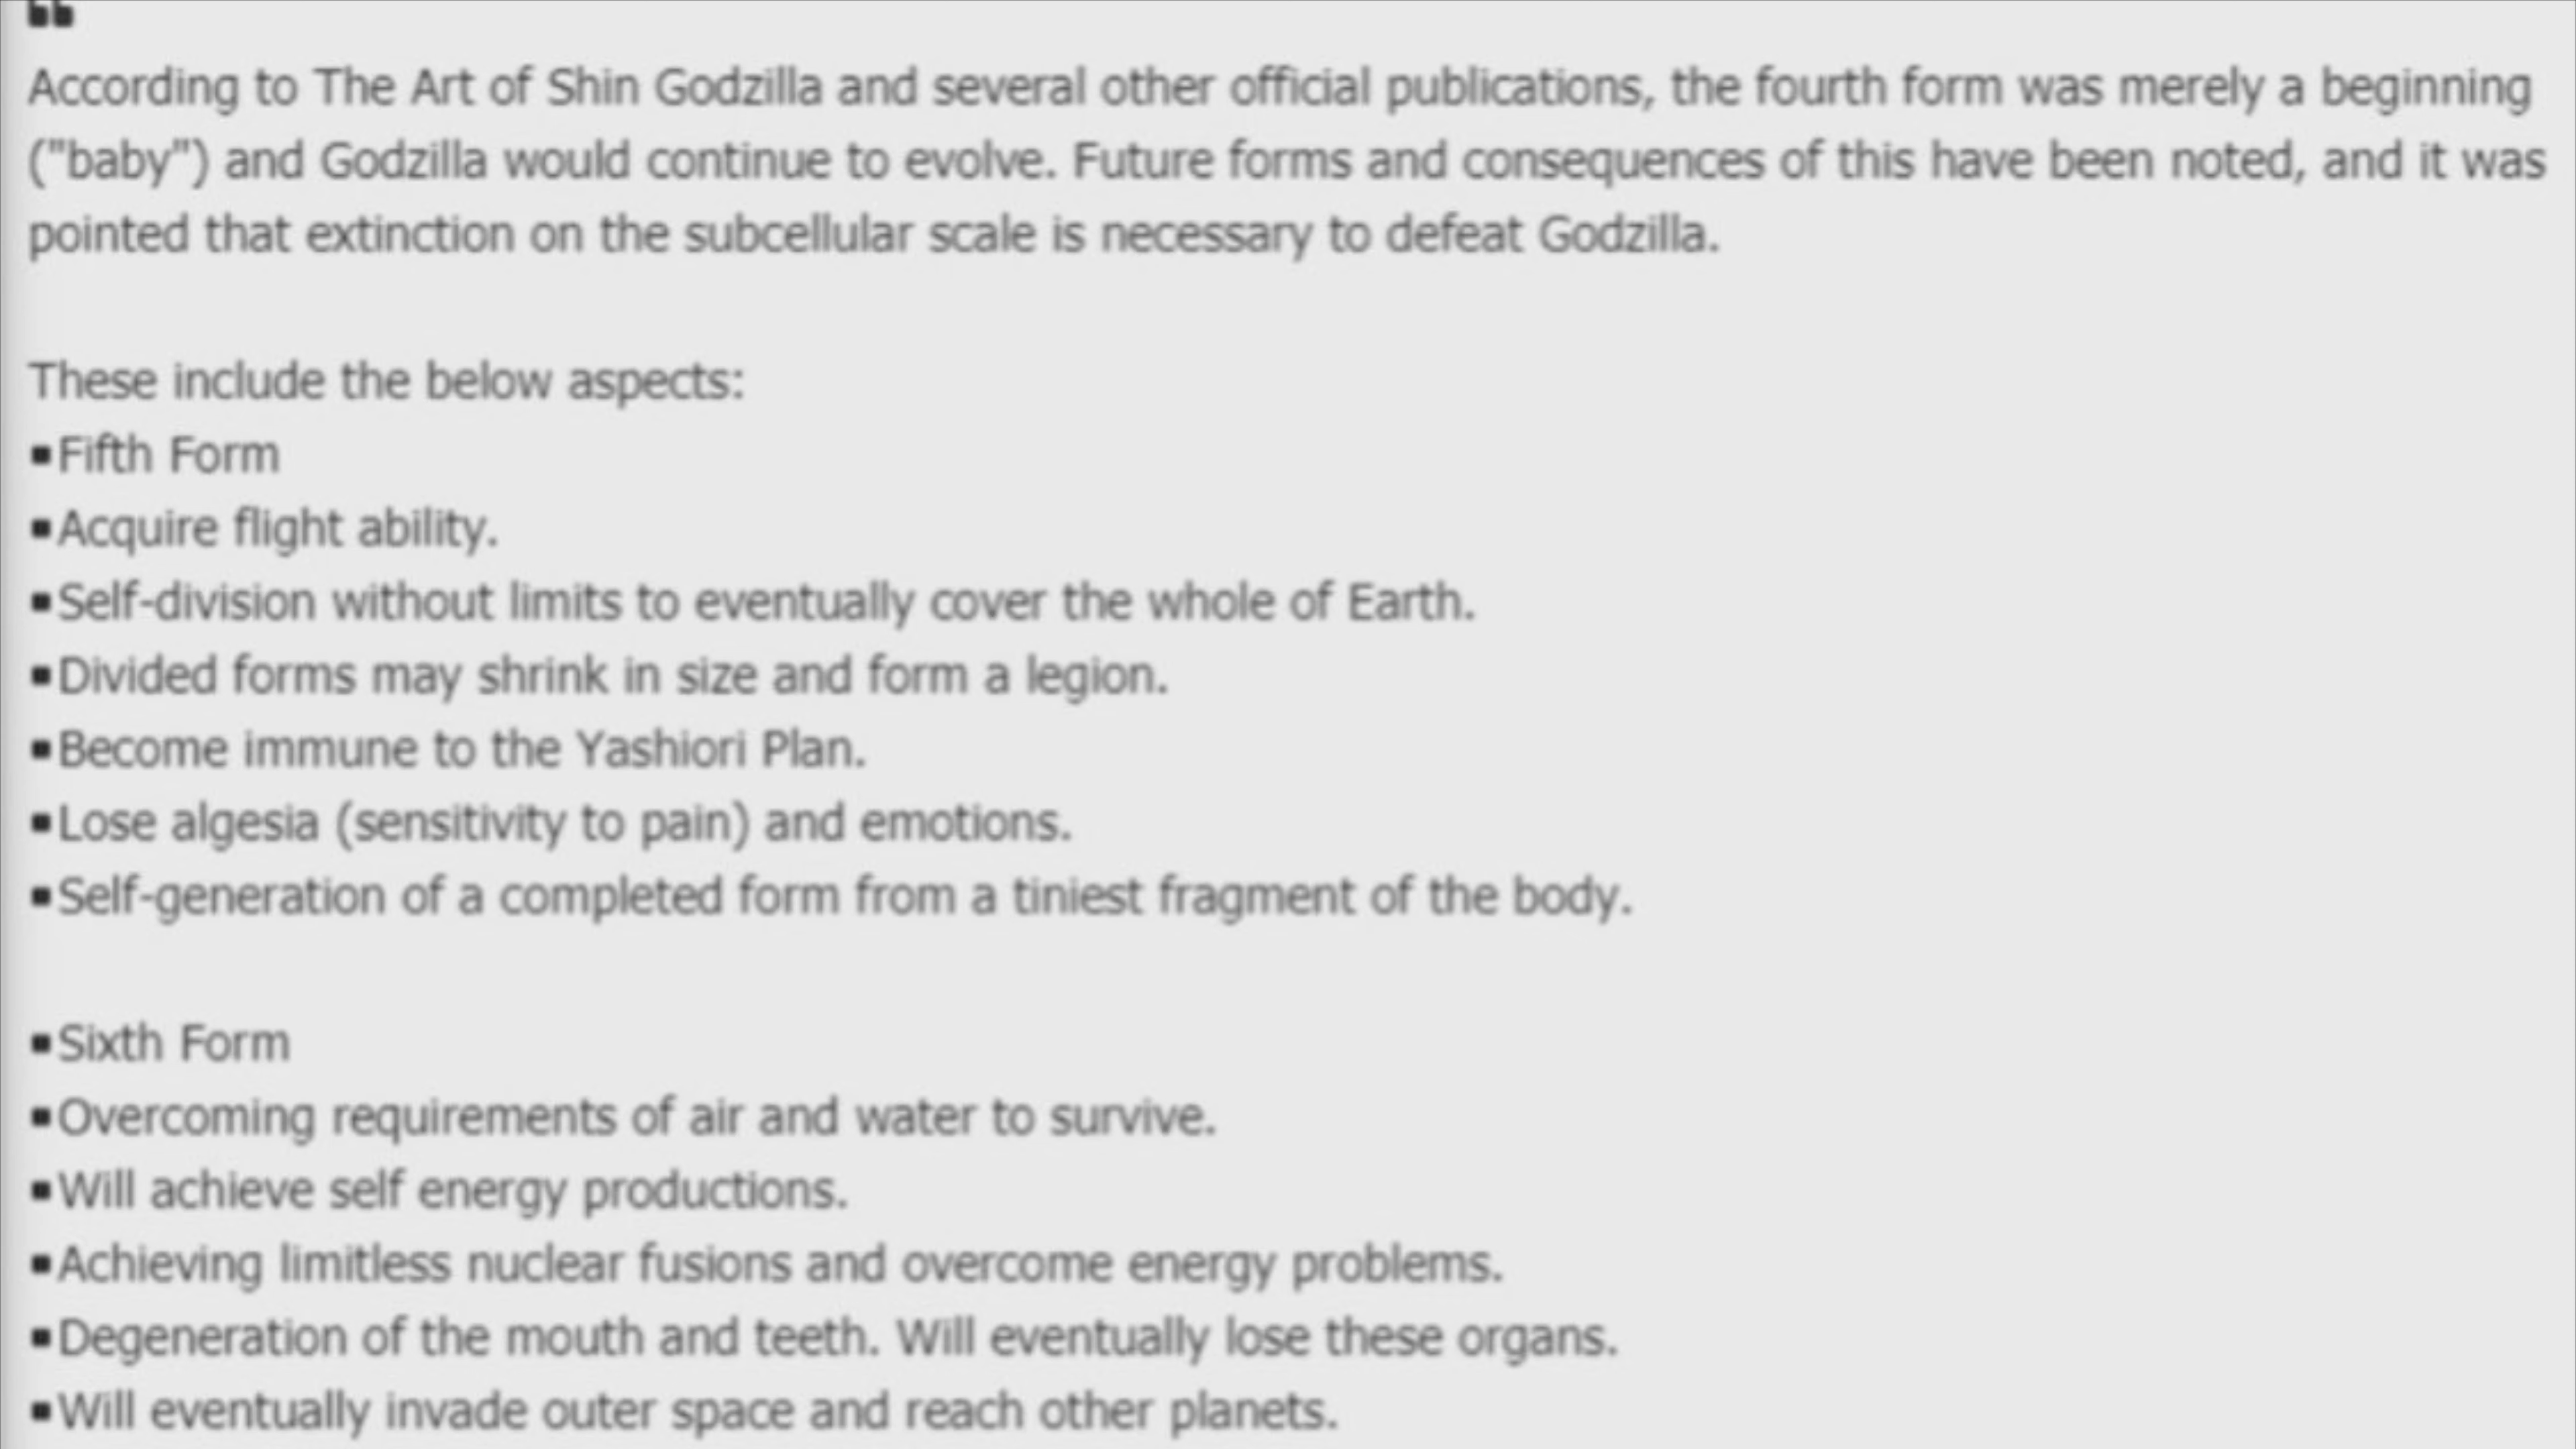 ❝
According to The Art of Shin Godzilla and several other official publications, the fourth form was merely a beginning
("baby") and Godzilla would continue to evolve. Future forms and consequences of this have been noted, and it was
pointed that extinction on the subcellular scale is necessary to defeat Godzilla.
These include the below aspects:
▪Fifth Form
▪Acquire flight ability.
▪Self-division without limits to eventually cover the whole of Earth.
▪Divided forms may shrink in size and form a legion.
▪Become immune to the Yashiori Plan.
▪Lose algesia (sensitivity to pain) and emotions.
▪Self-generation of a completed form from a tiniest fragment of the body.
▪Sixth Form
▪Overcoming requirements of air and water to survive.
▪Will achieve self energy productions.
▪Achieving limitless nuclear fusions and overcome energy problems.
▪Degeneration of the mouth and teeth. Will eventually lose these organs.
▪Will eventually invade outer space and reach other planets.